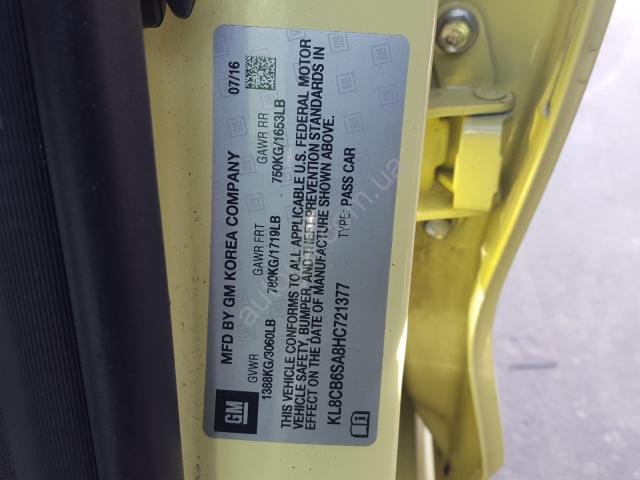 MFD BY GM KOREA COMPANY 07/16
GVWR GAWR FRT GAWR RR
1388KG/3060LB 780KG/1719LB 750KG/1653LB
THIS VEHICLE CONFORMS TO ALL APPLICABLE U.S. FEDERAL MOTOR
VEHICLE SAFETY, BUMPER, AND THEFT PREVENTION STANDARDS IN
EFFECT ON THE DATE OF MANUFACTURE SHOWN ABOVE.
TYPE: PASS CAR
KL8CB6SA8HC721377
GM